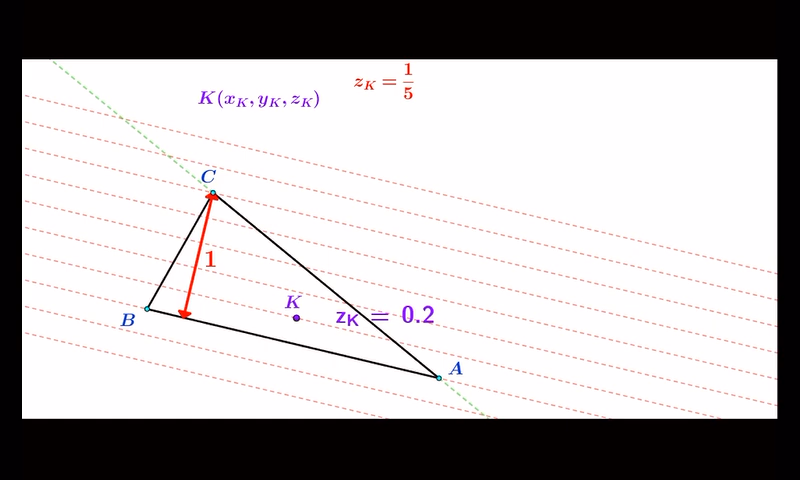 z_K = 1/5
K(x_K, y_K, z_K)
C
1
K
z_K = 0.2
B
A